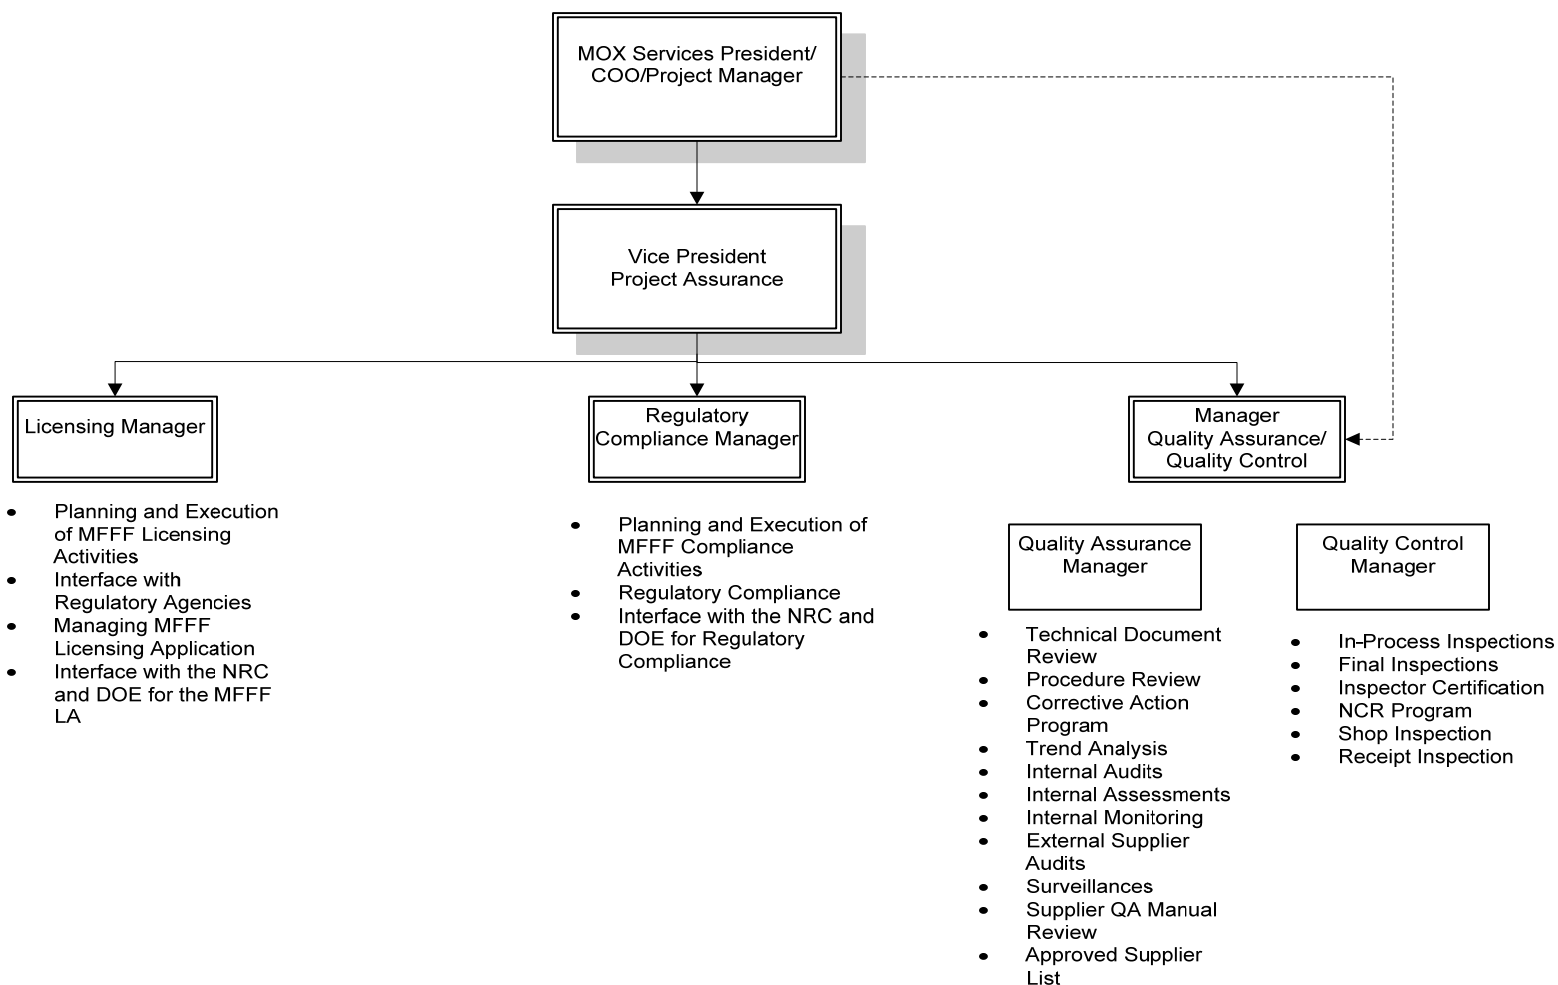 MOX Services President/
COO/Project Manager
Vice President
Project Assurance
Licensing Manager
Regulatory
Compliance Manager
Manager
Quality Assurance/
Quality Control
• Planning and Execution
of MFFF Licensing
Activities
• Interface with
Regulatory Agencies
• Managing MFFF
Licensing Application
• Interface with the NRC
and DOE for the MFFF
LA
• Planning and Execution of
MFFF Compliance
Activities
• Regulatory Compliance
• Interface with the NRC and
DOE for Regulatory
Compliance
Quality Assurance
Manager
• Technical Document
Review
• Procedure Review
• Corrective Action
Program
• Trend Analysis
• Internal Audits
• Internal Assessments
• Internal Monitoring
• External Supplier
Audits
• Surveillances
• Supplier QA Manual
Review
• Approved Supplier
List
Quality Control
Manager
• In-Process Inspections
• Final Inspections
• Inspector Certification
• NCR Program
• Shop Inspection
• Receipt Inspection